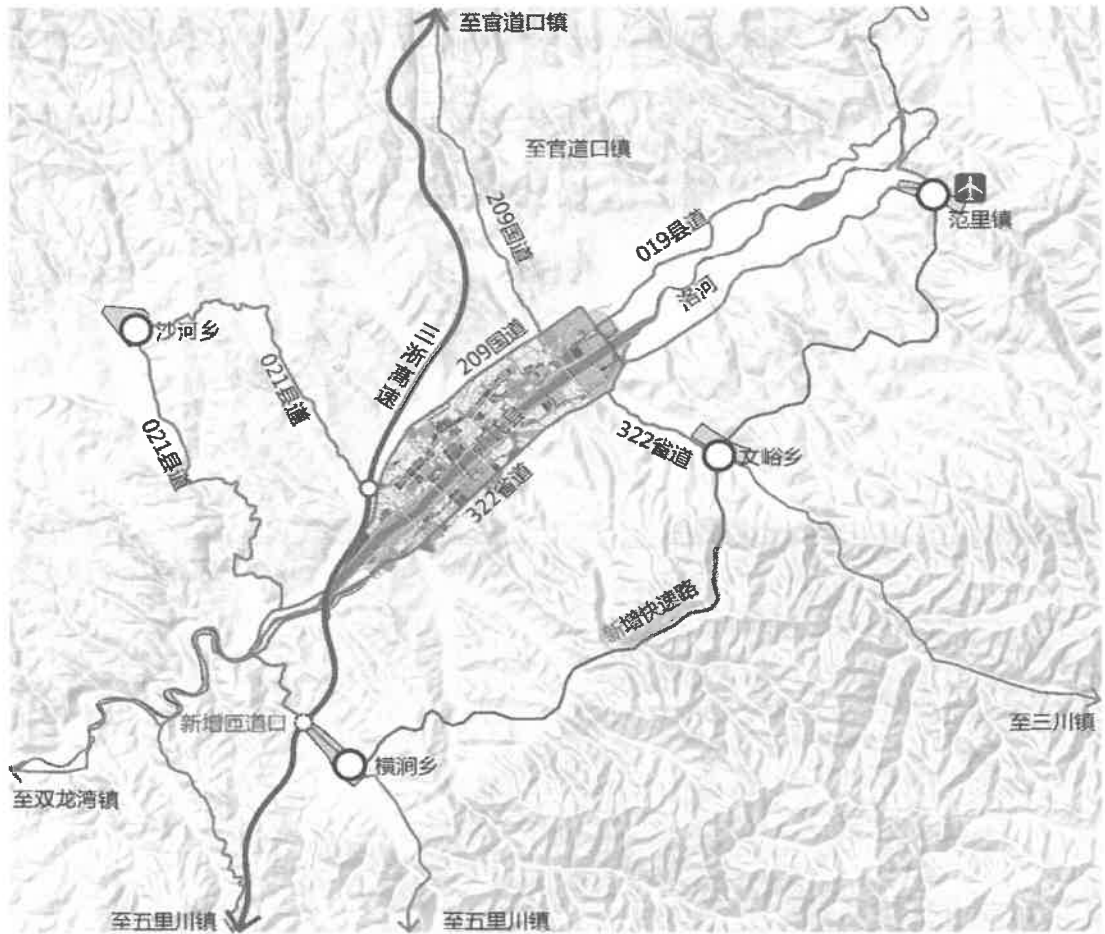 至官道口镇
至官道口镇
209国道
019县道
范里镇
洛河
沙河乡
021县道
三淅高速
209国道
021县道
322省道
文峪乡
322省道
新增快速路
新增匝道口
至三川镇
横涧乡
至双龙湾镇
至五里川镇
至五里川镇